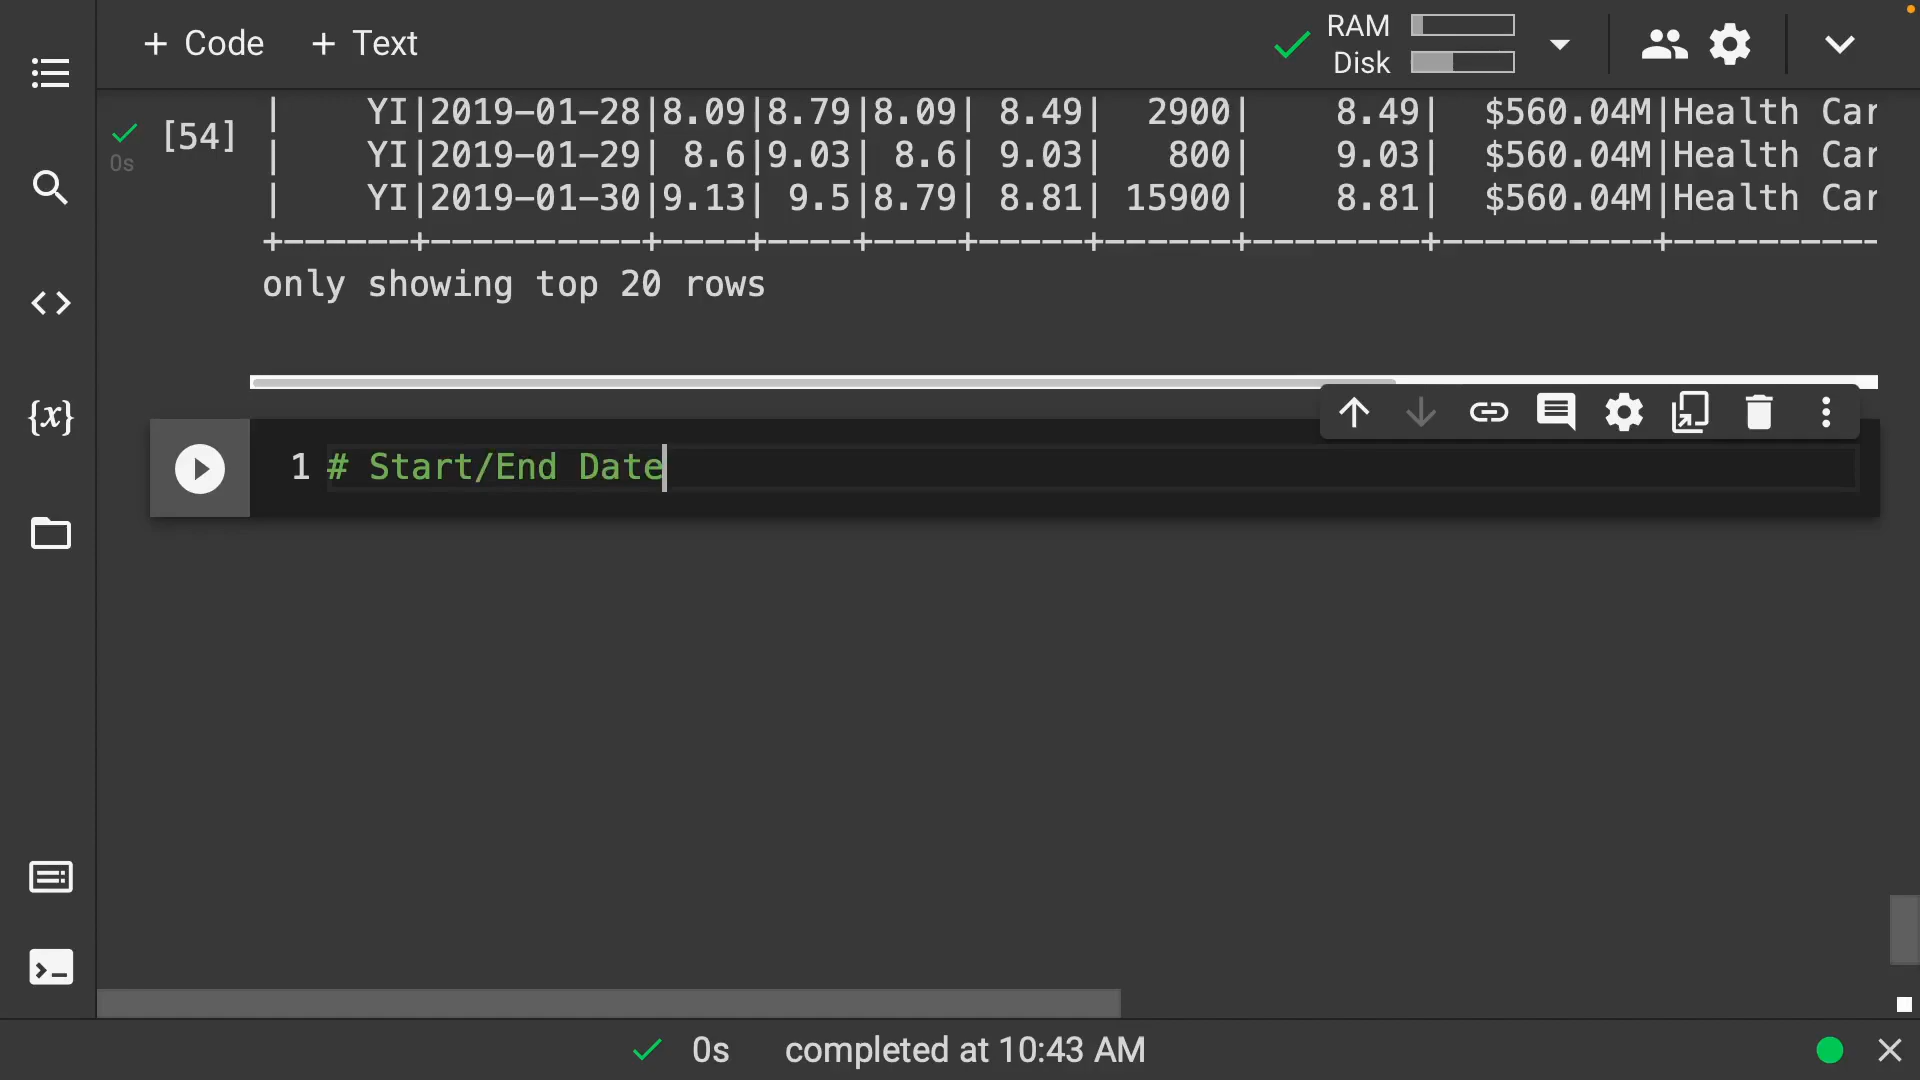 + Code + Text
RAM
Disk
[54]
0s
| YI|2019-01-28|8.09|8.79|8.09| 8.49| 2900| 8.49| $560.04M|Health Car
| YI|2019-01-29| 8.6|9.03| 8.6| 9.03| 800| 9.03| $560.04M|Health Car
| YI|2019-01-30|9.13| 9.5|8.79| 8.81| 15900| 8.81| $560.04M|Health Car
+------+----------+----+----+----+-----+------+--------+----------+----------
only showing top 20 rows
{x}
1 # Start/End Date
0s completed at 10:43 AM